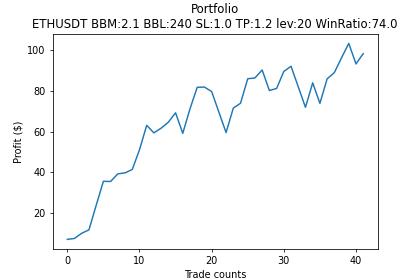 Portfolio
ETHUSDT BBM:2.1 BBL:240 SL:1.0 TP:1.2 lev:20 WinRatio:74.0
100
80
60
40
20
Profit ($)
0
10
20
30
40
Trade counts